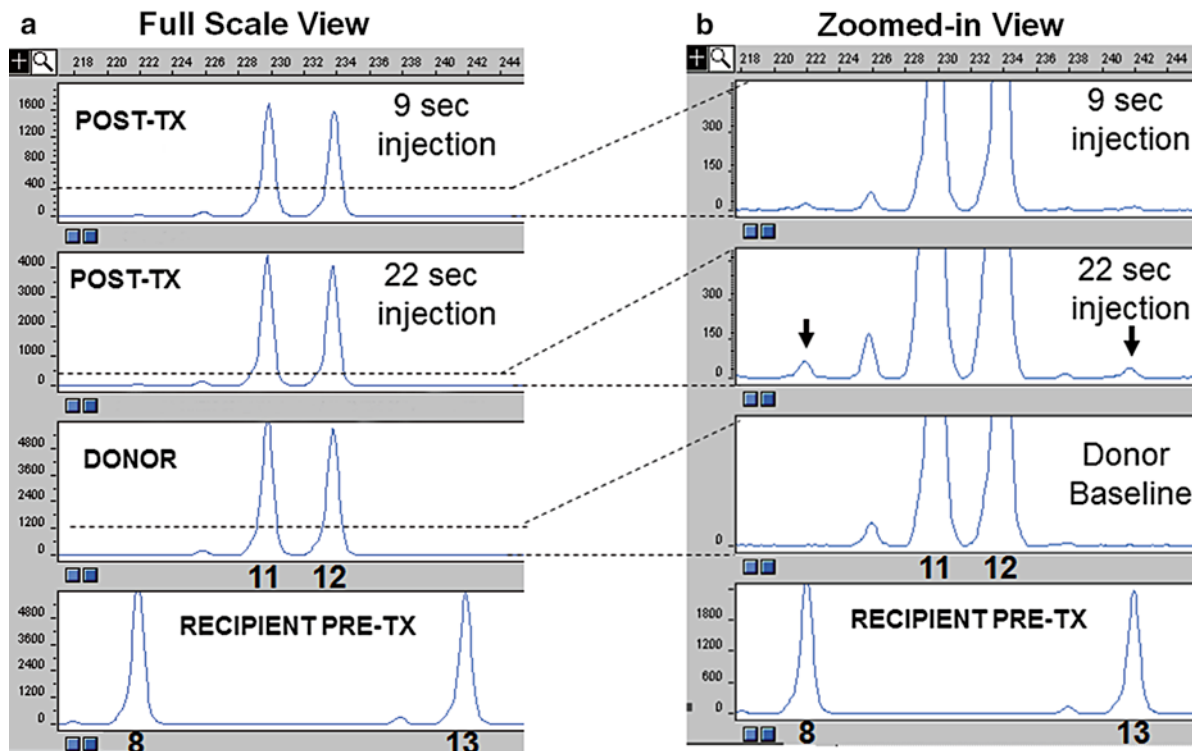 a Full Scale View
218 220 222 224 226 228 230 232 234 236 238 240 242 244
1600
1200
800
400
0
POST-TX
9 sec
injection
4000
3000
2000
1000
0
POST-TX
22 sec
injection
4800
3600
2400
1200
0
DONOR
11 12
4800
3600
2400
1200
0
RECIPIENT PRE-TX
8 13
b Zoomed-in View
218 220 222 224 226 228 230 232 234 236 238 240 242 244
300
150
0
9 sec
injection
300
150
0
22 sec
injection
0
Donor
Baseline
11 12
1800
1200
600
0
RECIPIENT PRE-TX
8 13